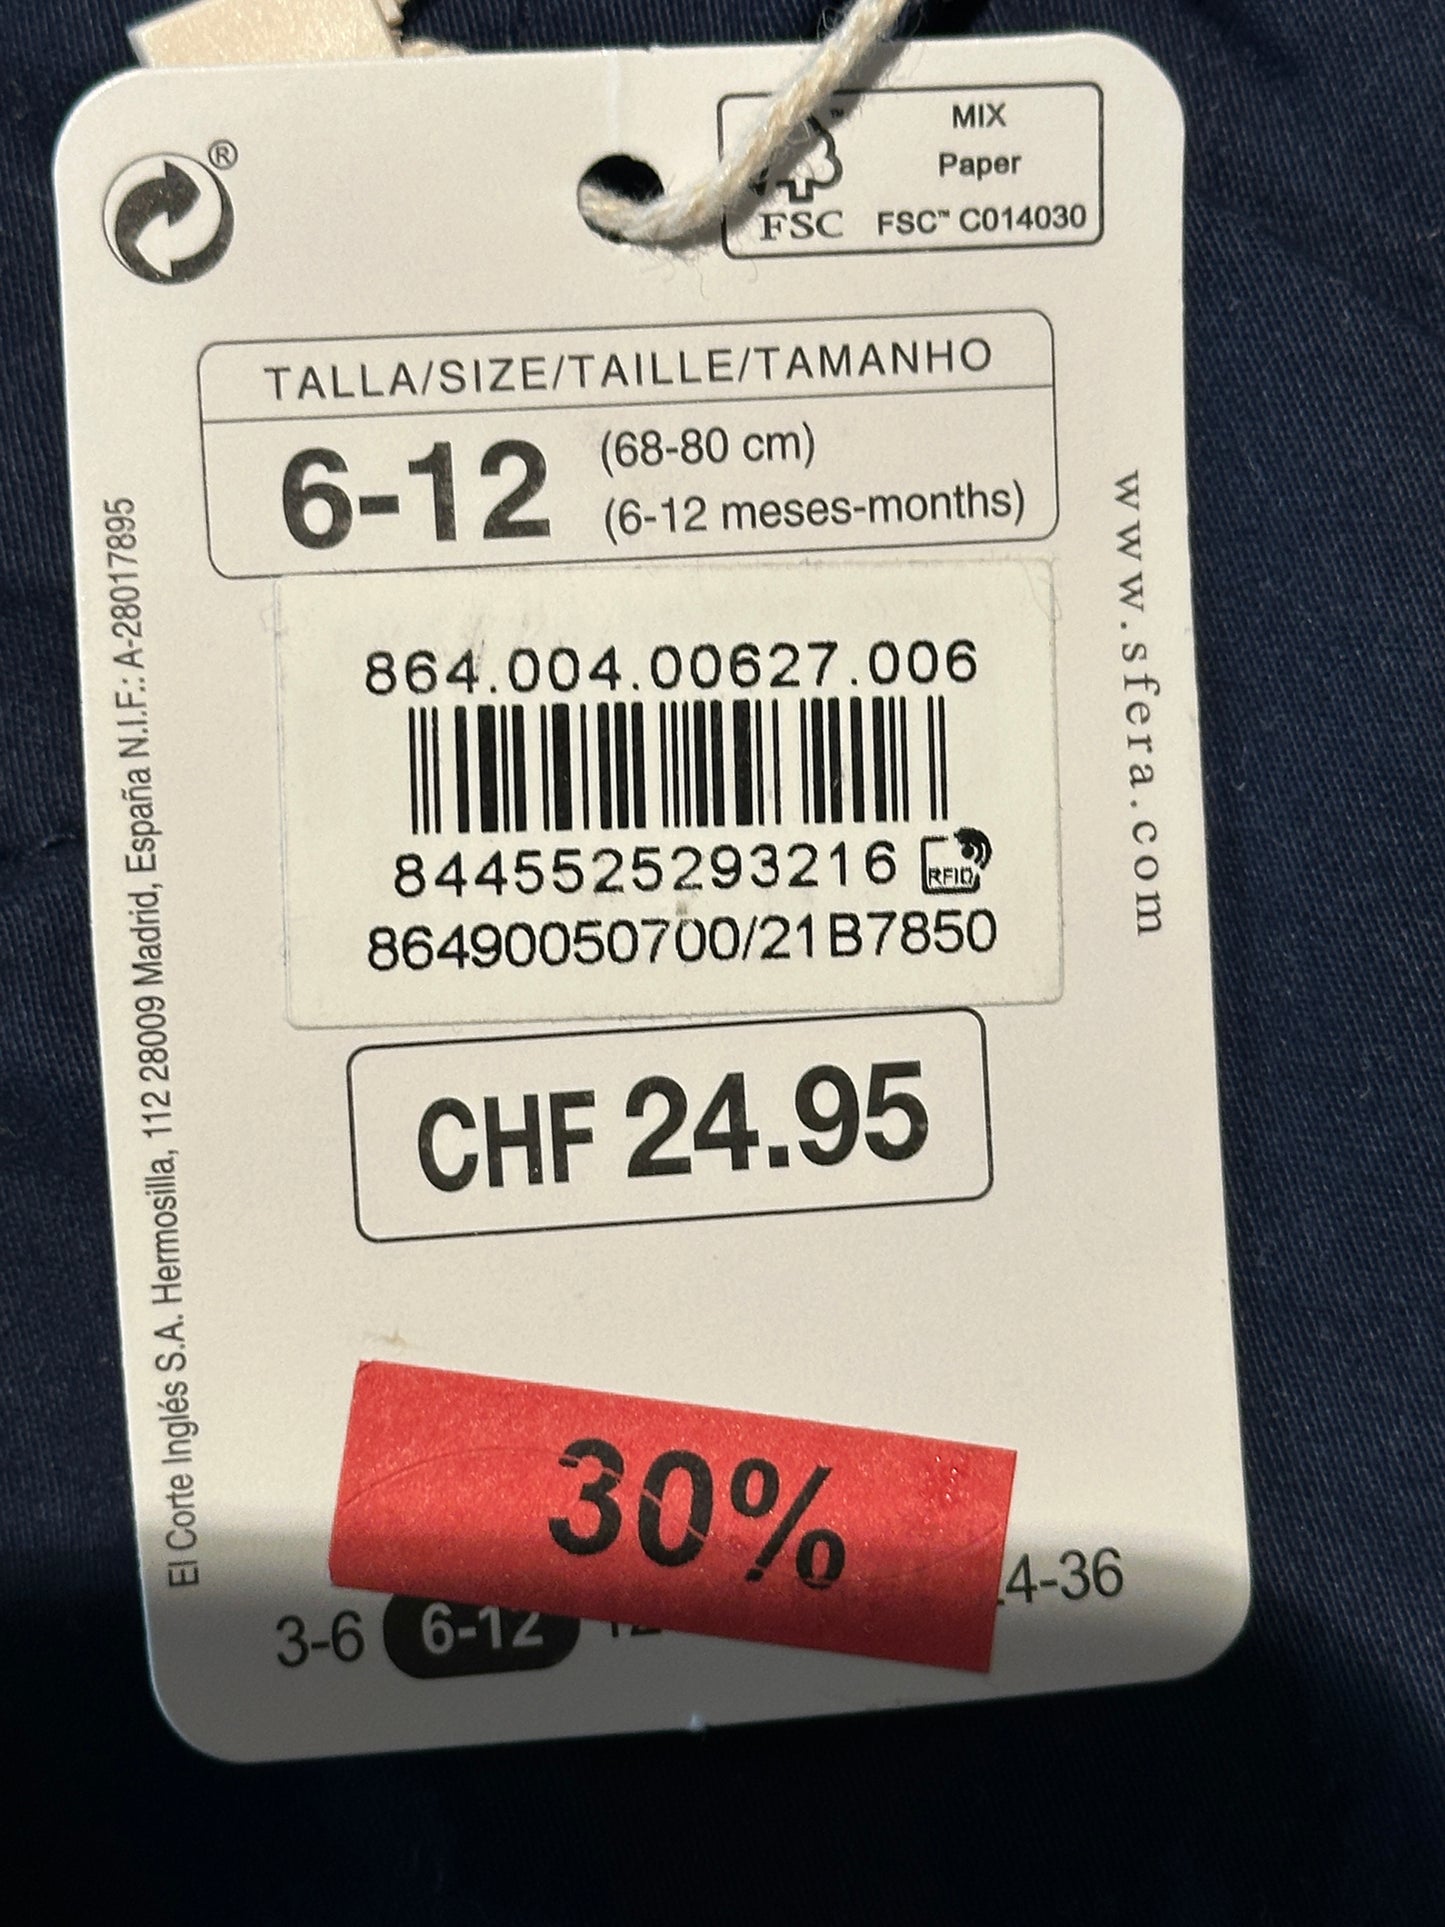 ®
MIX
Paper
FSC
FSC™ C014030
TALLA/SIZE/TAILLE/TAMANHO
6-12
(68-80 cm)
(6-12 meses-months)
864.004.00627.006
8445525293216
RFID
86490050700/21B7850
CHF 24.95
30%
3-6 6-12 4-36
El Corte Inglés S.A. Hermosilla, 112 28009 Madrid, España N.I.F.: A-28017895
www.sfera.com